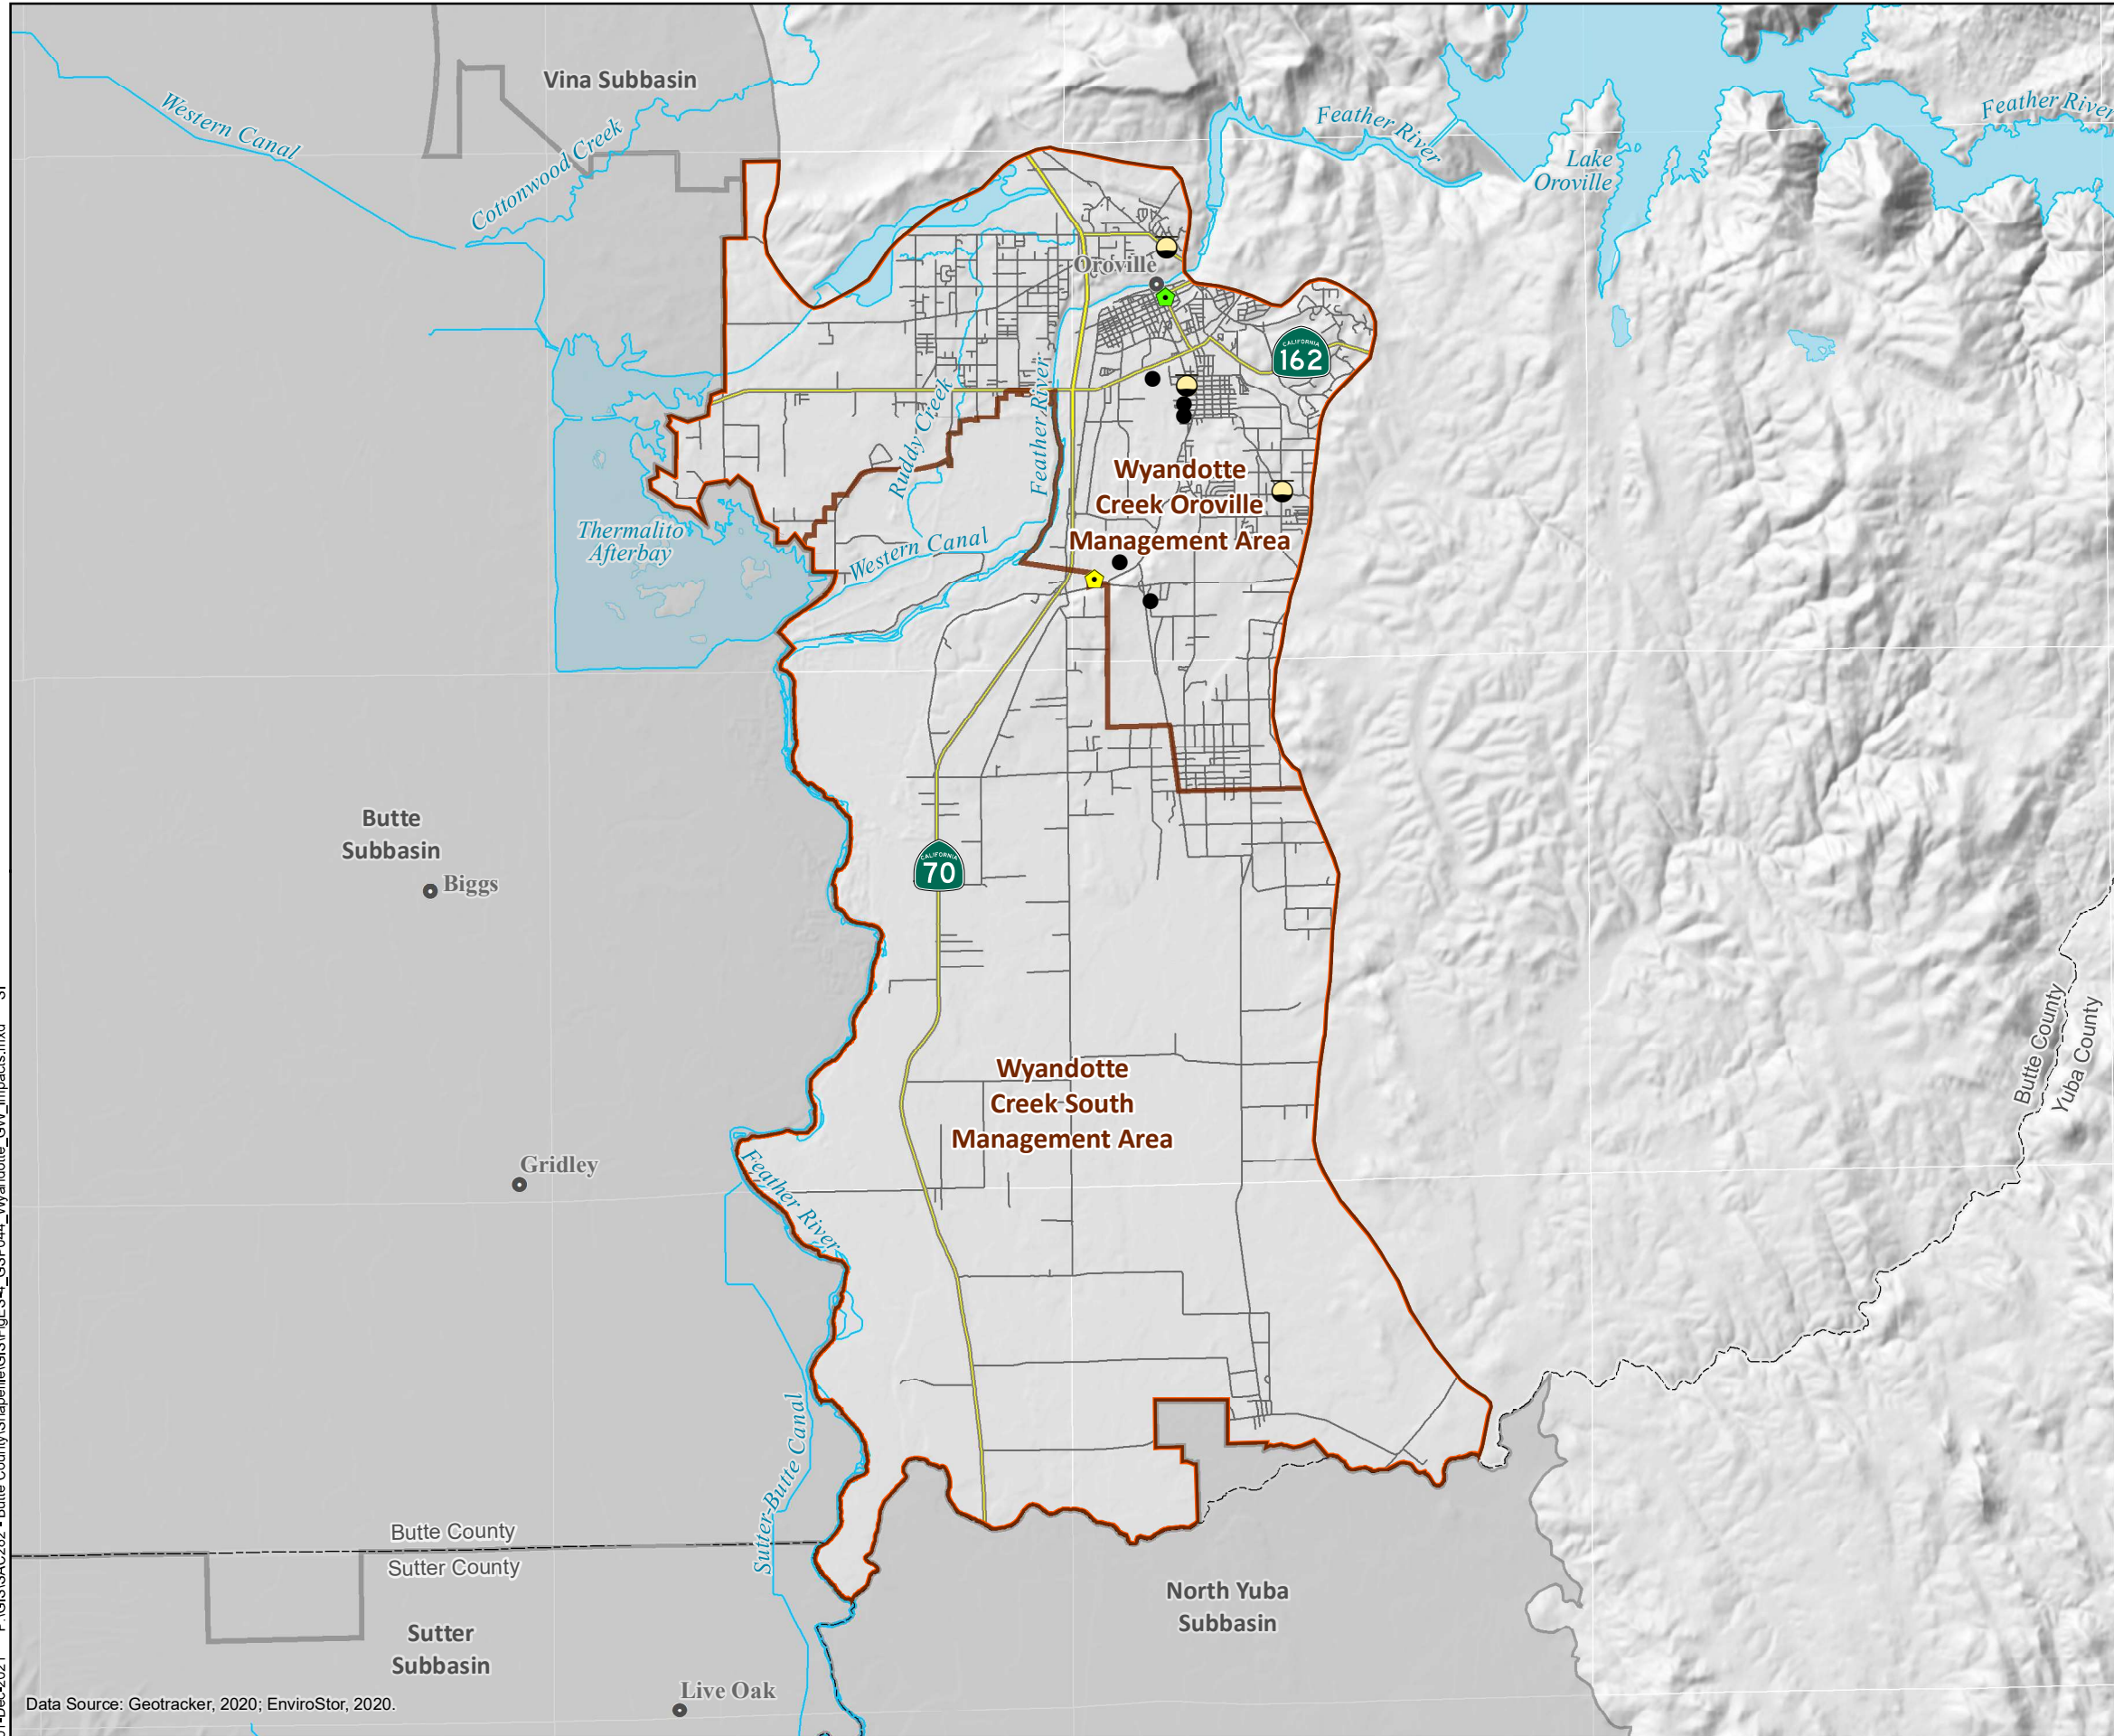 Vina Subbasin
Western Canal
Cottonwood Creek
Feather River
Feather River
Lake
Oroville
Oroville
CALIFORNIA
162
Ruddy Creek
Feather River
Wyandotte
Creek Oroville
Management Area
Thermalito
Afterbay
Western Canal
Butte
Subbasin
Biggs
CALIFORNIA
70
Butte County
Yuba County
Wyandotte
Creek South
Management Area
Gridley
Feather River
Sutter-Butte Canal
Butte County
Sutter County
North Yuba
Subbasin
Sutter
Subbasin
Live Oak
Data Source: Geotracker, 2020; EnviroStor, 2020.